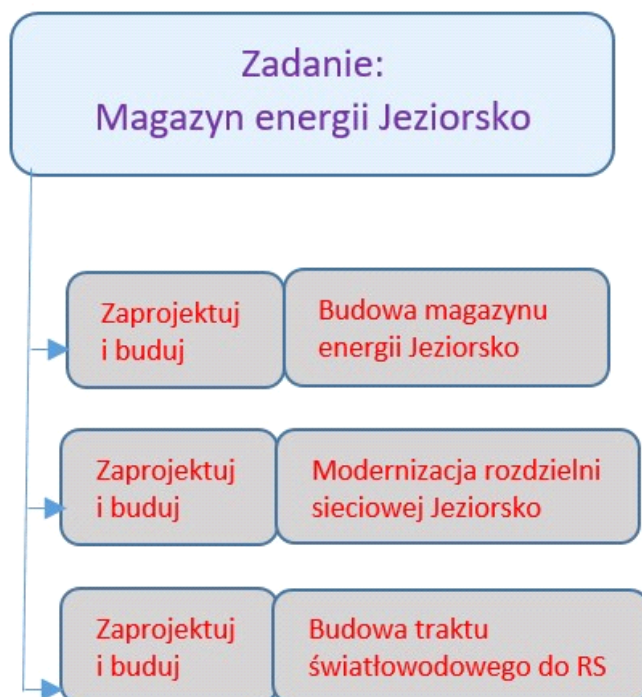 Zadanie:
Magazyn energii Jeziorsko
Zaprojektuj
i buduj
Budowa magazynu
energii Jeziorsko
Zaprojektuj
i buduj
Modernizacja rozdzielni
sieciowej Jeziorsko
Zaprojektuj
i buduj
Budowa traktu
światłowodowego do RS